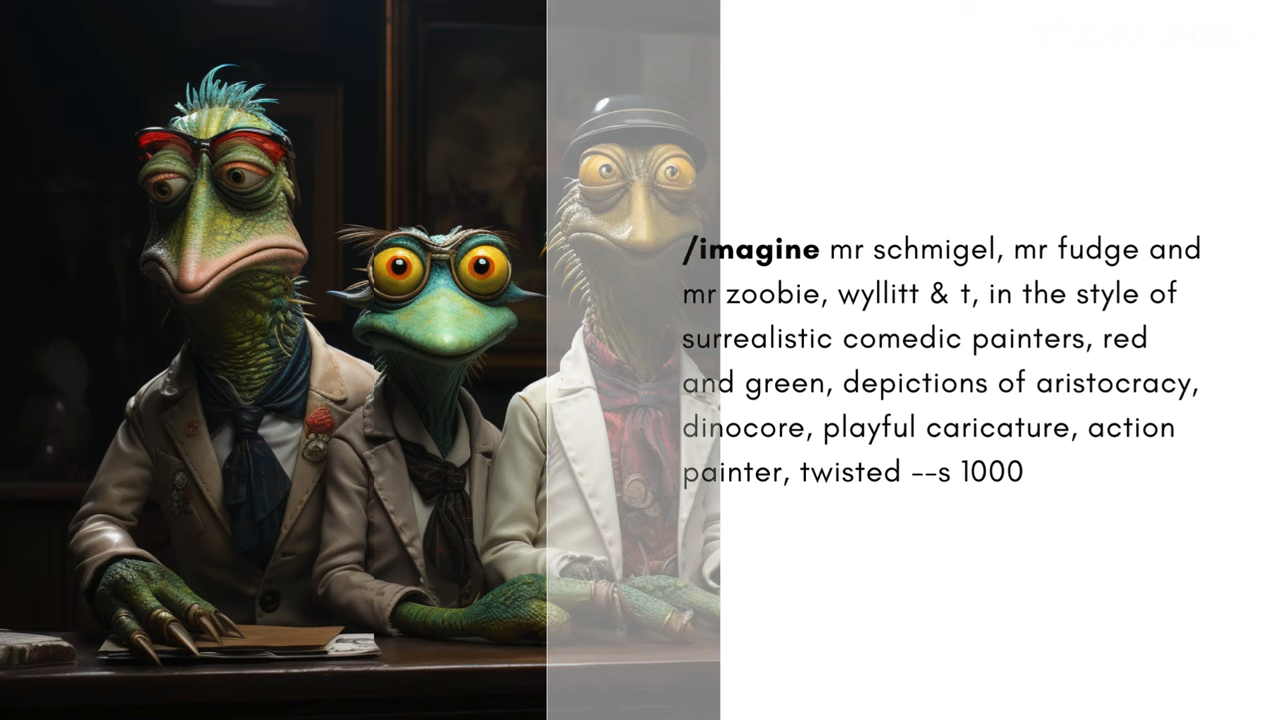 /imagine mr schmigel, mr fudge and
mr zoobie, wyllitt & t, in the style of
surrealistic comedic painters, red
and green, depictions of aristocracy,
dinocore, playful caricature, action
painter, twisted --s 1000